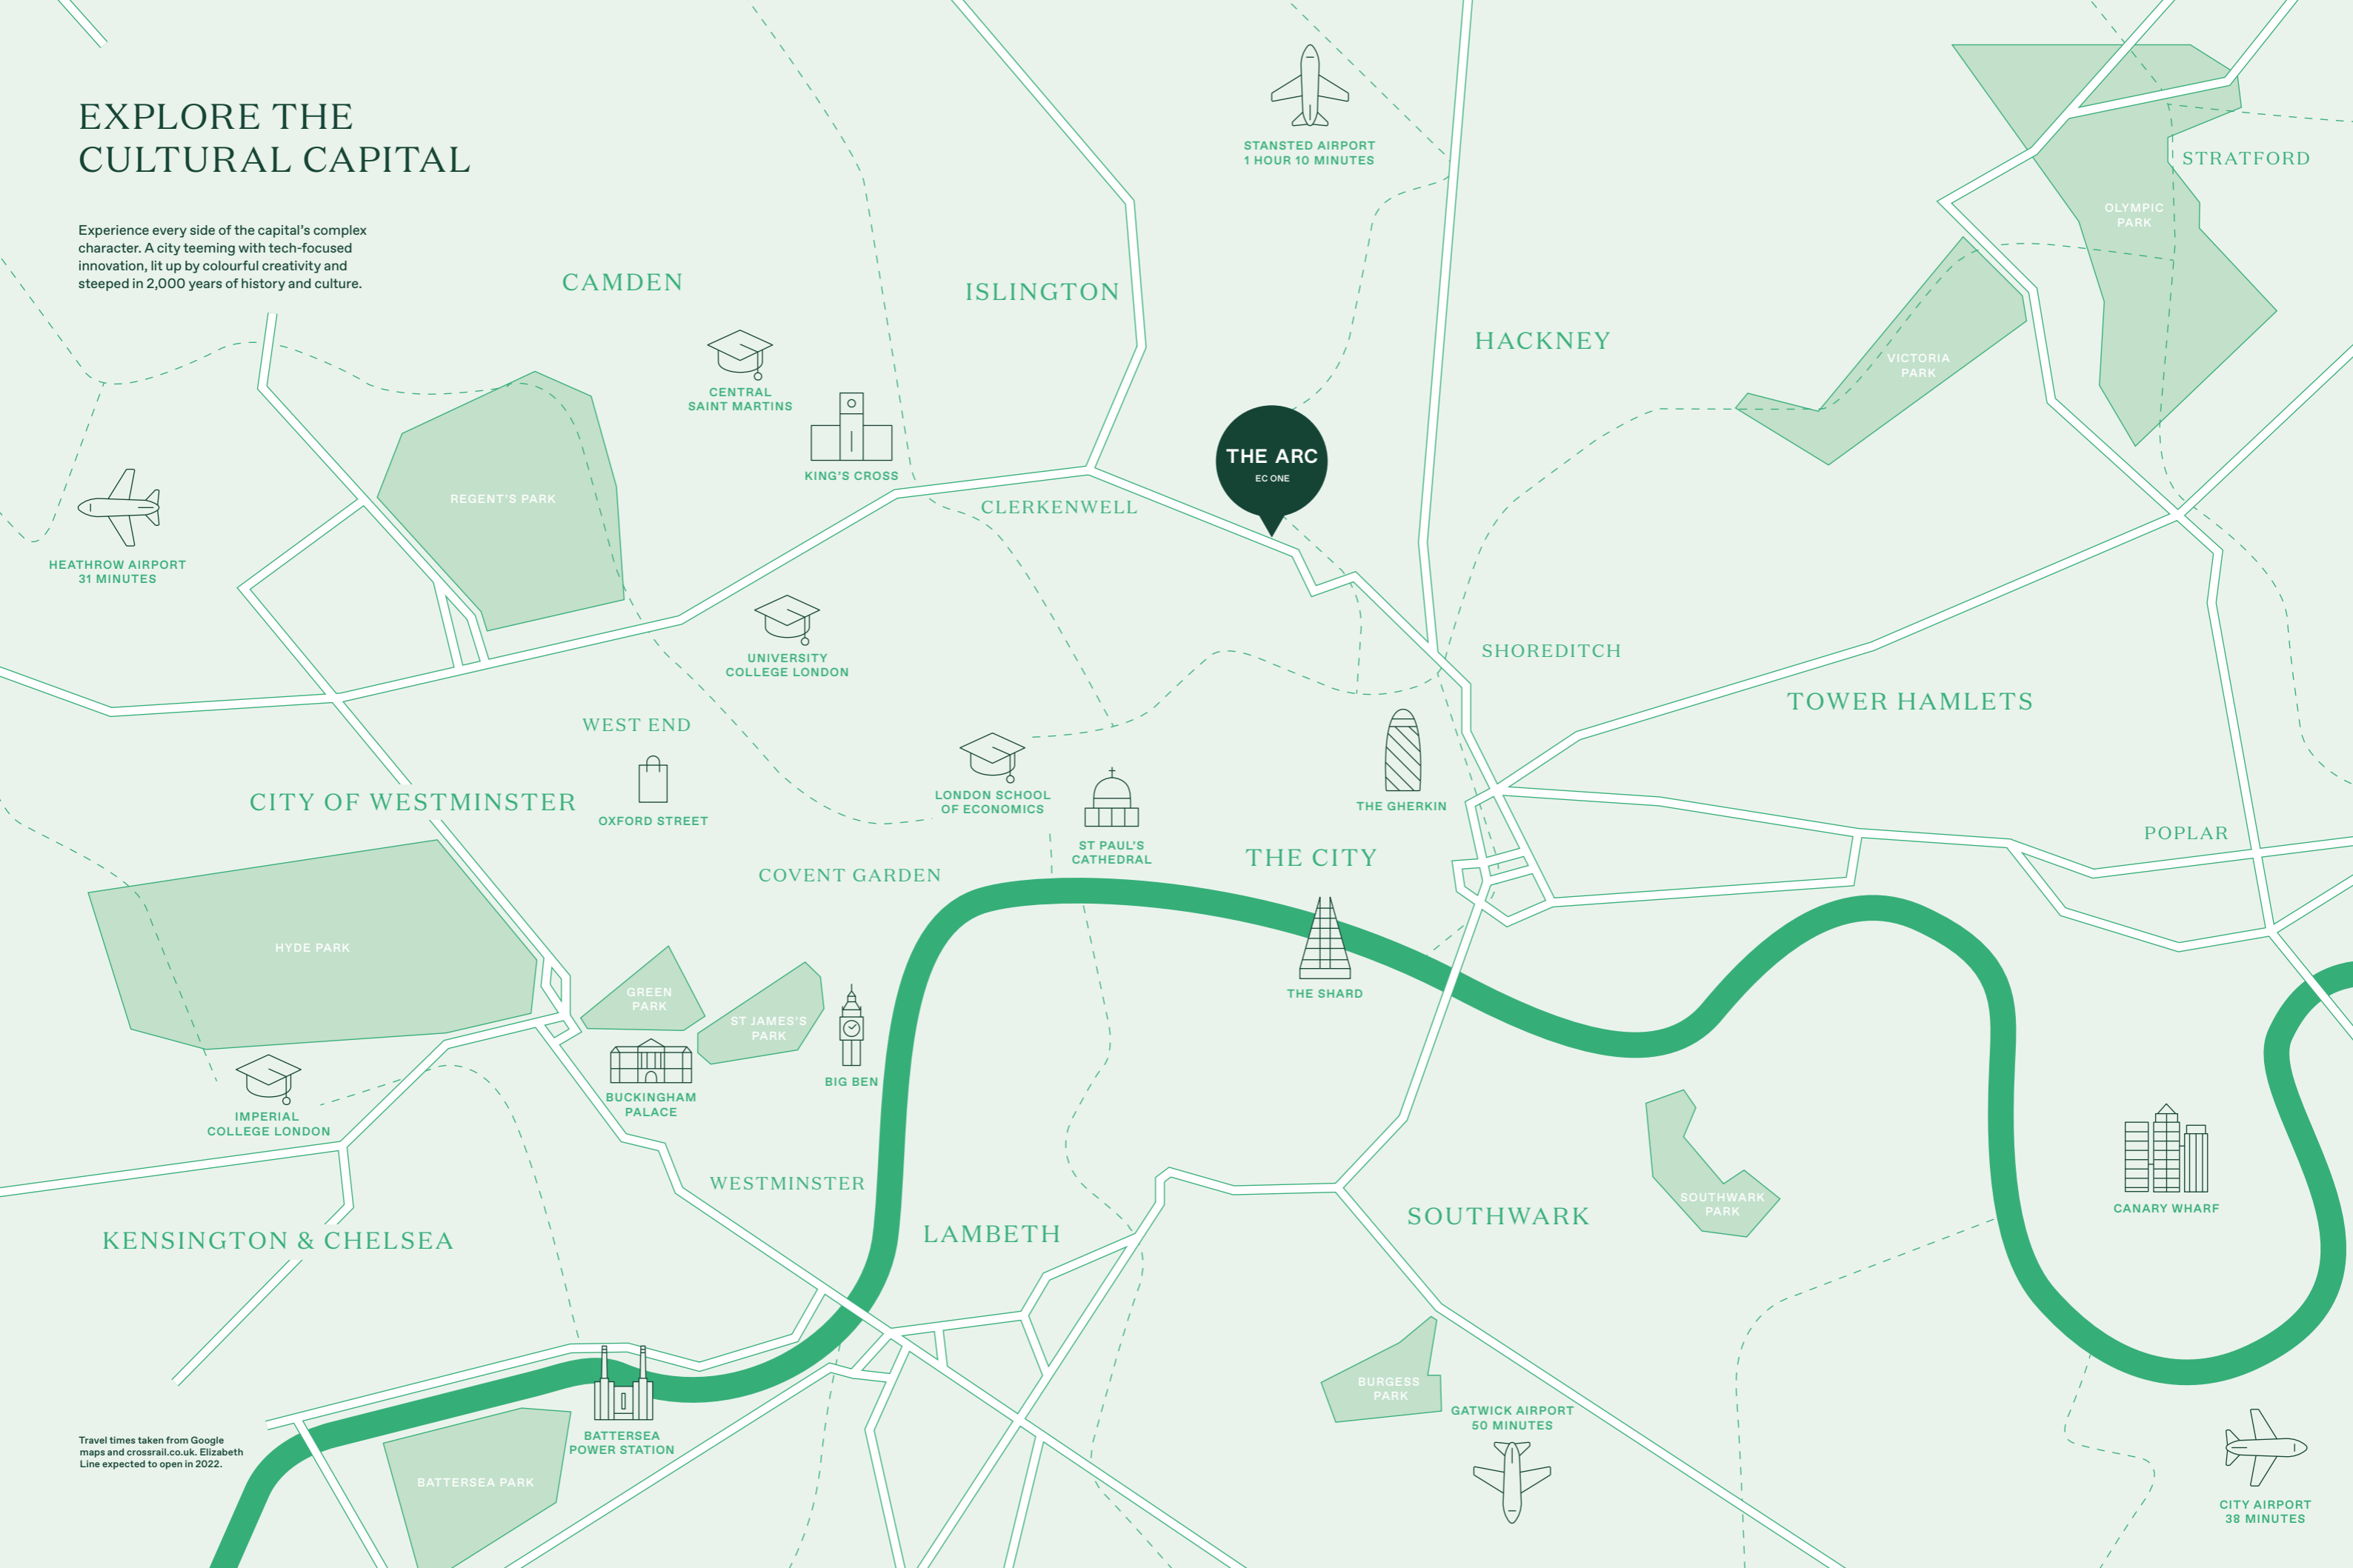 EXPLORE THE
CULTURAL CAPITAL
Experience every side of the capital's complex
character. A city teeming with tech-focused
innovation, lit up by colourful creativity and
steeped in 2,000 years of history and culture.
STANSTED AIRPORT
1 HOUR 10 MINUTES
STRATFORD
OLYMPIC
PARK
CAMDEN
ISLINGTON
HACKNEY
VICTORIA
PARK
CENTRAL
SAINT MARTINS
KING'S CROSS
THE ARC
EC ONE
REGENT'S PARK
CLERKENWELL
HEATHROW AIRPORT
31 MINUTES
UNIVERSITY
COLLEGE LONDON
SHOREDITCH
TOWER HAMLETS
WEST END
CITY OF WESTMINSTER
OXFORD STREET
LONDON SCHOOL
OF ECONOMICS
ST PAUL'S
CATHEDRAL
THE GHERKIN
THE CITY
POPLAR
COVENT GARDEN
HYDE PARK
GREEN
PARK
ST JAMES'S
PARK
THE SHARD
BIG BEN
BUCKINGHAM
PALACE
IMPERIAL
COLLEGE LONDON
WESTMINSTER
KENSINGTON & CHELSEA
LAMBETH
SOUTHWARK
SOUTHWARK
PARK
CANARY WHARF
BURGESS
PARK
GATWICK AIRPORT
50 MINUTES
BATTERSEA
POWER STATION
BATTERSEA PARK
Travel times taken from Google
maps and crossrail.co.uk. Elizabeth
Line expected to open in 2022.
CITY AIRPORT
38 MINUTES